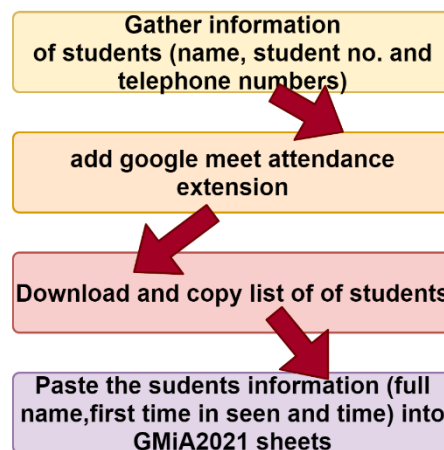 Gather information
of students (name, student no. and
telephone numbers)
add google meet attendance
extension
Download and copy list of of students
Paste the sudents information (full
name,first time in seen and time) into
GMiA2021 sheets